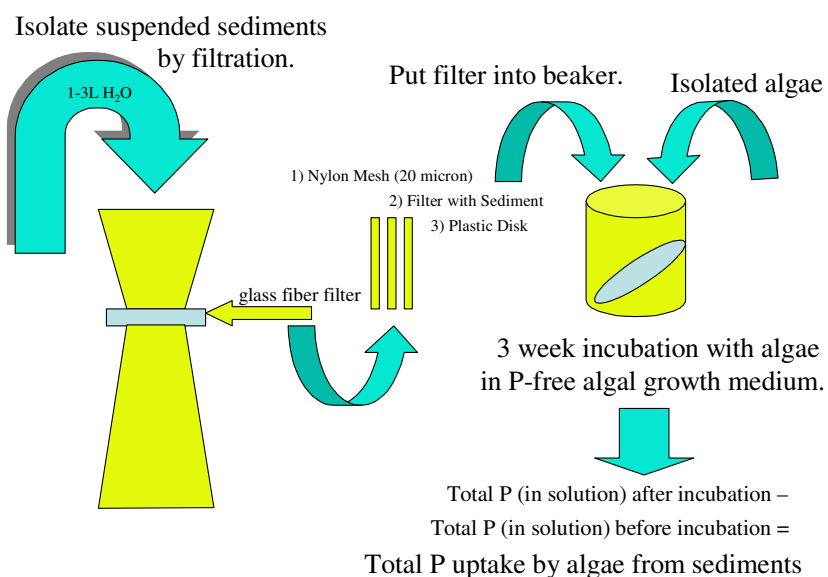 Isolate suspended sediments
by filtration.
1-3L H₂O
Put filter into beaker.
Isolated algae
1) Nylon Mesh (20 micron)
2) Filter with Sediment
3) Plastic Disk
glass fiber filter
3 week incubation with algae
in P-free algal growth medium.
Total P (in solution) after incubation –
Total P (in solution) before incubation =
Total P uptake by algae from sediments